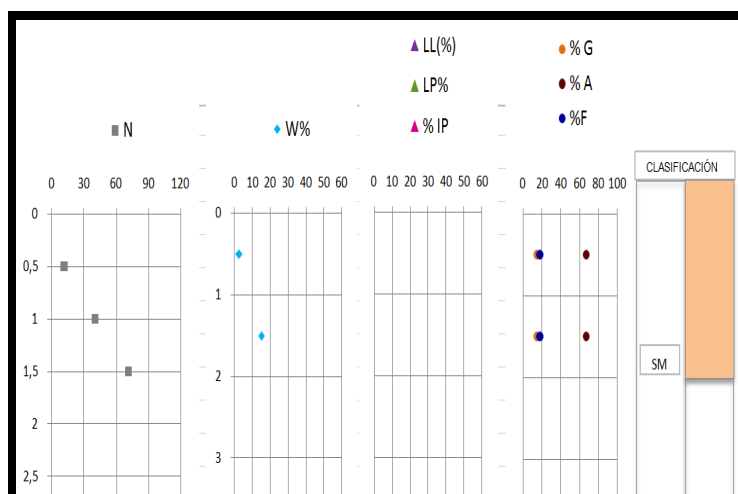 LL(%)
% G
LP%
% A
N
W%
% IP
%F
CLASIFICACIÓN
0 30 60 90 120
0 10 20 30 40 50 60
0 10 20 30 40 50 60
0 20 40 60 80 100
0
0
0,5
1
1
1,5
SM
2
2
3
2,5